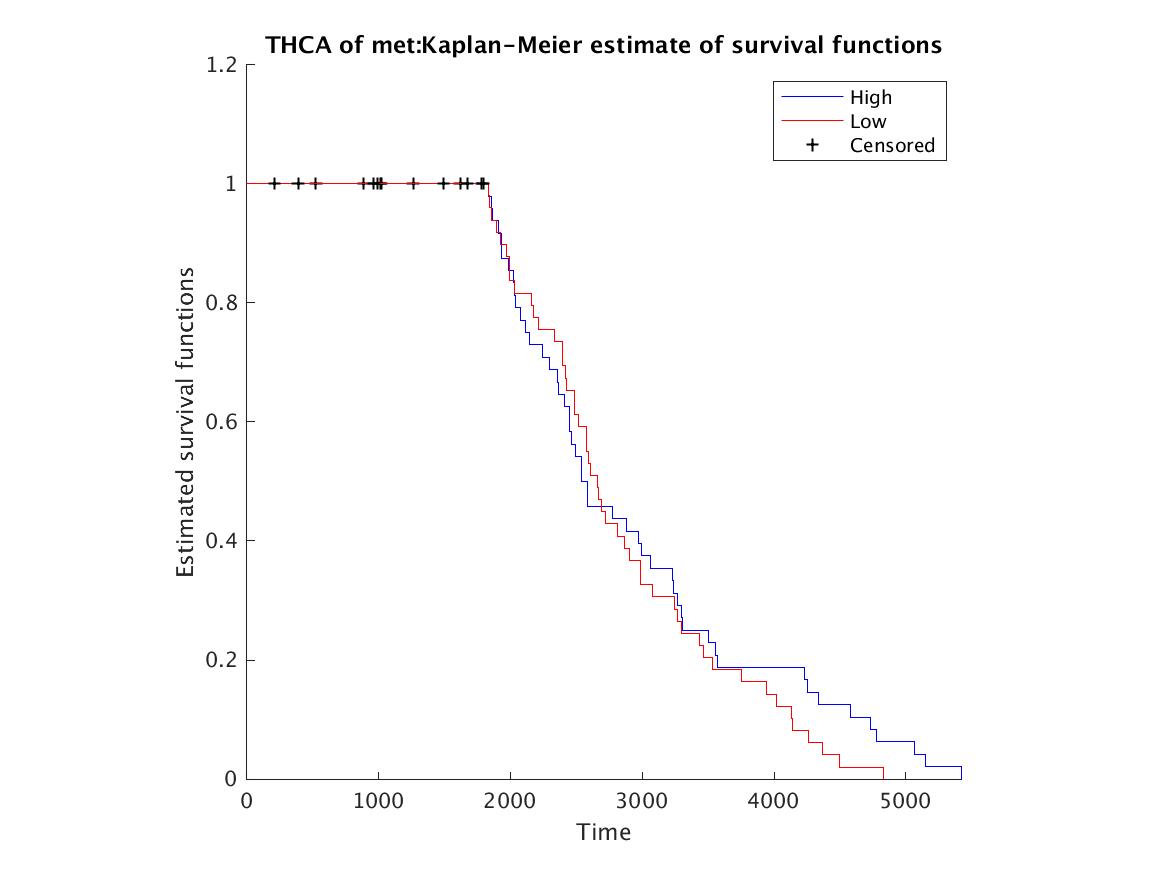 THCA of met:Kaplan-Meier estimate of survival functions
1.2
1
0.8
0.6
0.4
0.2
0
Estimated survival functions
High
Low
Censored
0 1000 2000 3000 4000 5000
Time